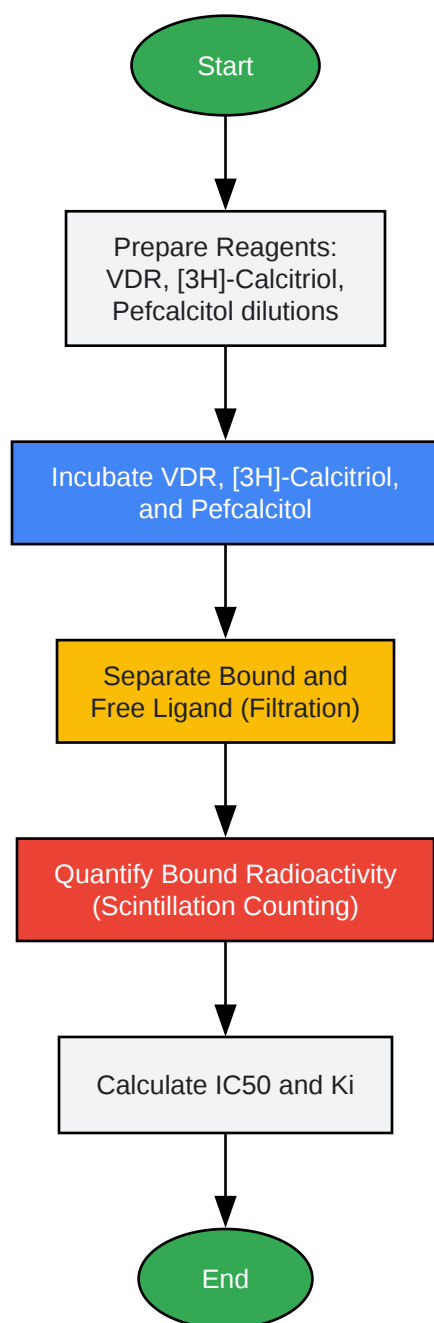 Start
Prepare Reagents:
VDR, [3H]-Calcitriol,
Pefcalcitol dilutions
Incubate VDR, [3H]-Calcitriol,
and Pefcalcitol
Separate Bound and
Free Ligand (Filtration)
Quantify Bound Radioactivity
(Scintillation Counting)
Calculate IC50 and Ki
End